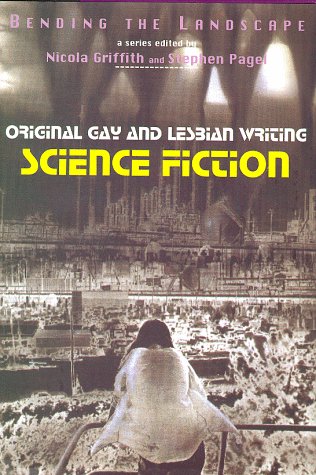 BENDING THE LANDSCAPE
a series edited by
Nicola Griffith and Stephen Pagel
ORIGINAL GAY AND LESBIAN WRITING
SCIENCE FICTION